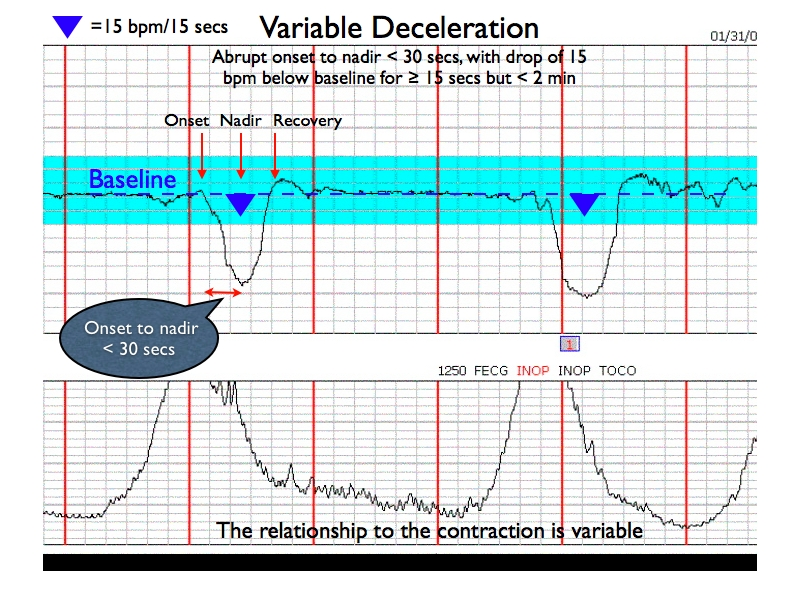 =15 bpm/15 secs
Variable Deceleration
01/31/0
Abrupt onset to nadir < 30 secs, with drop of 15
bpm below baseline for ≥ 15 secs but < 2 min
Onset Nadir Recovery
Baseline
Onset to nadir
< 30 secs
1
1250 FECG INOP INOP TOCO
The relationship to the contraction is variable